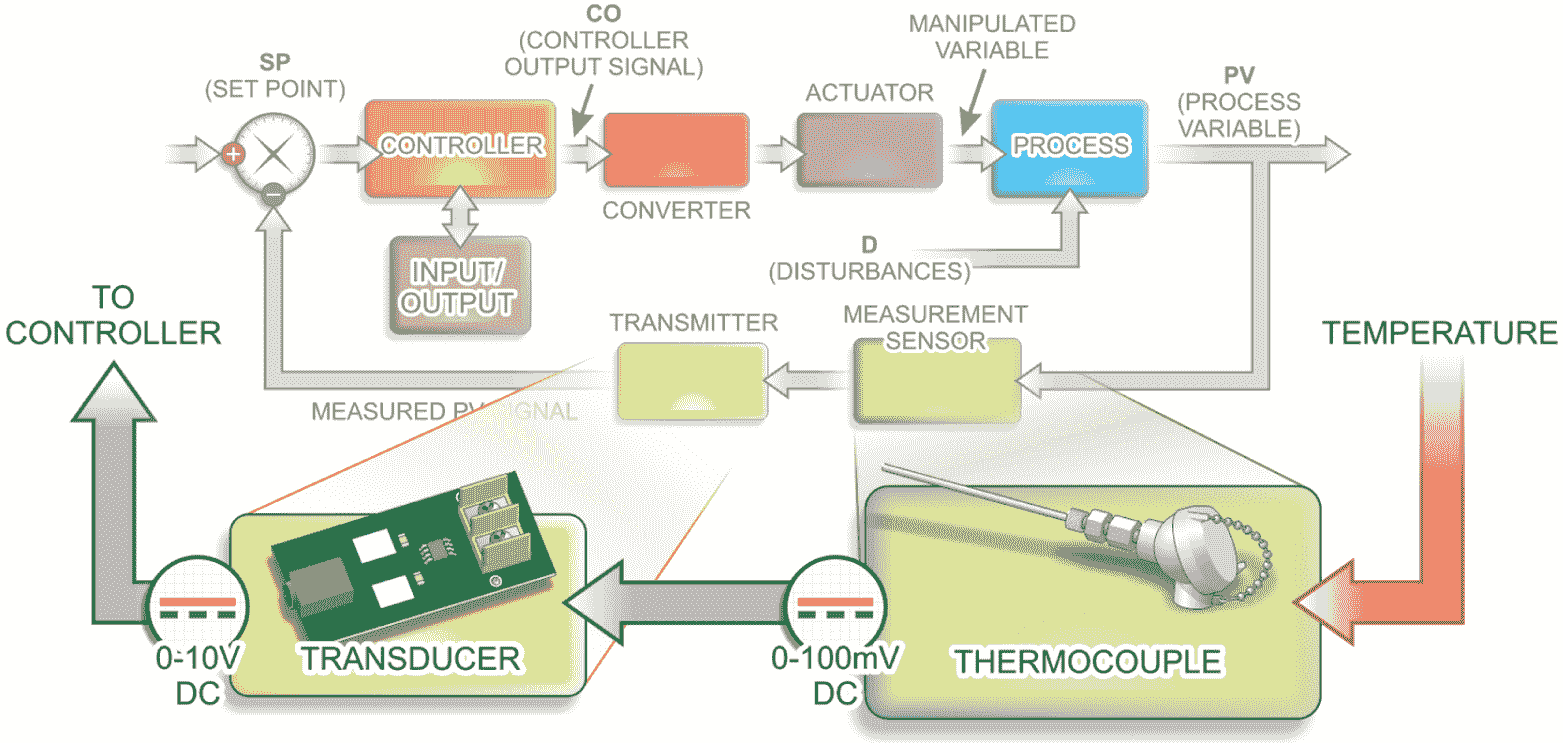 CO
(CONTROLLER
OUTPUT SIGNAL)
MANIPULATED
VARIABLE
SP
(SET POINT)
ACTUATOR
PV
(PROCESS
VARIABLE)
+
CONTROLLER
PROCESS
−
CONVERTER
INPUT/
OUTPUT
D
(DISTURBANCES)
TO
CONTROLLER
TRANSMITTER
MEASUREMENT
SENSOR
TEMPERATURE
MEASURED PV SIGNAL
0-10V
DC
TRANSDUCER
0-100mV
DC
THERMOCOUPLE